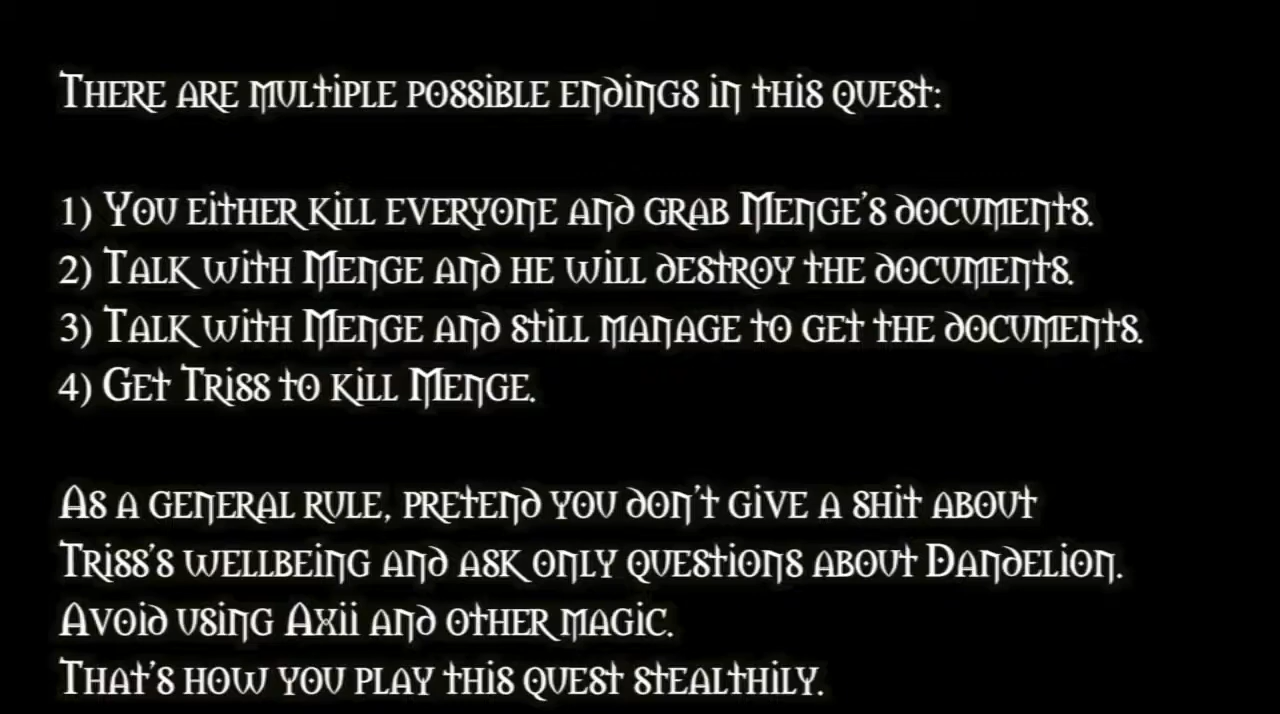 There are multiple possible endings in this quest:
1) You either kill everyone and grab Menge's documents.
2) Talk with Menge and he will destroy the documents.
3) Talk with Menge and still manage to get the documents.
4) Get Triss to kill Menge.
As a general rule, pretend you don't give a shit about
Triss's wellbeing and ask only questions about Dandelion.
Avoid using Axii and other magic.
That's how you play this quest stealthily.